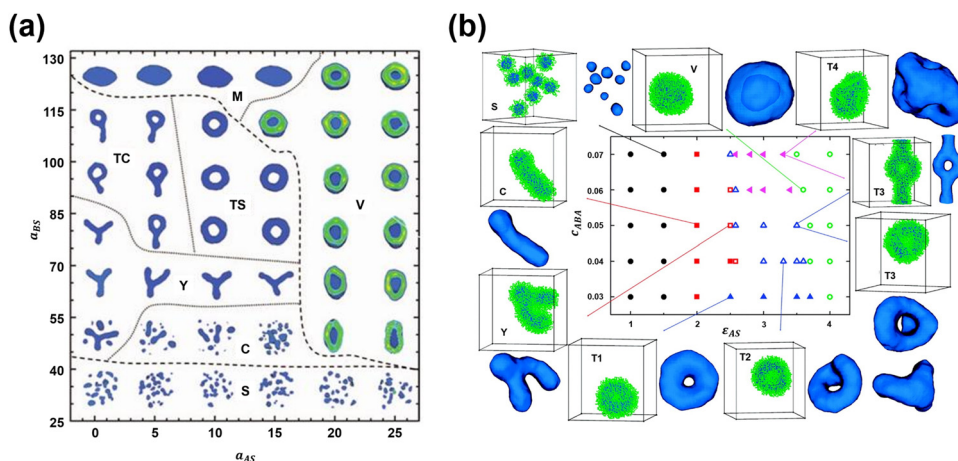 (a)
130
115
100
85
70
55
40
25
a_BS
M
TC
TS
V
Y
C
S
0 5 10 15 20 25
a_AS
(b)
S
V
T4
C
T3
T3
Y
T1
T2
0.07
0.06
0.05
0.04
0.03
c_ABA
1 2 3 4
ε_AS